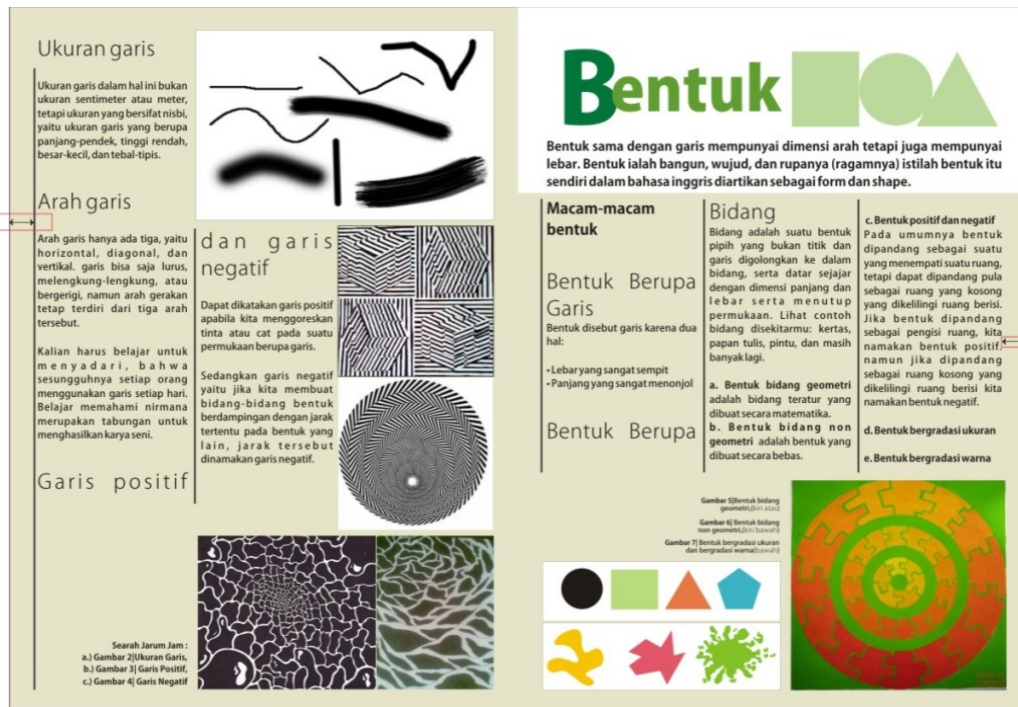 Ukuran garis
Ukuran garis dalam hal ini bukan
ukuran sentimeter atau meter,
tetapi ukuran yang bersifat nisbi,
yaitu ukuran garis yang berupa
panjang-pendek, tinggi rendah,
besar-kecil, dan tebal-tipis.
Arah garis
Arah garis hanya ada tiga, yaitu
horizontal, diagonal, dan
vertikal. garis bisa saja lurus,
melengkung-lengkung, atau
bergerigi, namun arah gerakan
tetap terdiri dari tiga arah
tersebut.
Kalian harus belajar untuk
menyadari, bahwa
sesungguhnya setiap orang
menggunakan garis setiap hari.
Belajar memahami nirmana
merupakan tabungan untuk
menghasilkan karya seni.
Garis positif
dan garis
negatif
Dapat dikatakan garis positif
apabila kita menggoreskan
tinta atau cat pada suatu
permukaan berupa garis.
Sedangkan garis negatif
yaitu jika kita membuat
bidang-bidang bentuk
berdampingan dengan jarak
tertentu pada bentuk yang
lain, jarak tersebut
dinamakan garis negatif.
Searah Jarum Jam :
a.) Gambar 2|Ukuran Garis,
b.) Gambar 3| Garis Positif,
c.) Gambar 4| Garis Negatif
Bentuk
Bentuk sama dengan garis mempunyai dimensi arah tetapi juga mempunyai
lebar. Bentuk ialah bangun, wujud, dan rupanya (ragamnya) istilah bentuk itu
sendiri dalam bahasa inggris diartikan sebagai form dan shape.
Macam-macam
bentuk
Bentuk Berupa
Garis
Bentuk disebut garis karena dua
hal:
• Lebar yang sangat sempit
• Panjang yang sangat menonjol
Bentuk Berupa
Bidang
Bidang adalah suatu bentuk
pipih yang bukan titik dan
garis digolongkan ke dalam
bidang, serta datar sejajar
dengan dimensi panjang dan
lebar serta menutup
permukaan. Lihat contoh
bidang disekitarmu: kertas,
papan tulis, pintu, dan masih
banyak lagi.
a. Bentuk bidang geometri
adalah bidang teratur yang
dibuat secara matematika.
b. Bentuk bidang non
geometri adalah bentuk yang
dibuat secara bebas.
c. Bentuk positif dan negatif
Pada umumnya bentuk
dipandang sebagai suatu
yang menempati suatu ruang,
tetapi dapat dipandang pula
sebagai ruang yang kosong
yang dikelilingi ruang berisi.
Jika bentuk dipandang
sebagai pengisi ruang, kita
namakan bentuk positif.
namun jika dipandang
sebagai ruang kosong yang
dikelilingi ruang berisi kita
namakan bentuk negatif.
d. Bentuk bergradasi ukuran
e. Bentuk bergradasi warna
Gambar 5|Bentuk bidang
geometri,(kiri atas)
Gambar 6| Bentuk bidang
non geometri,(kiri bawah)
Gambar 7| Bentuk bergradasi ukuran
dan bergradasi warna(bawah)